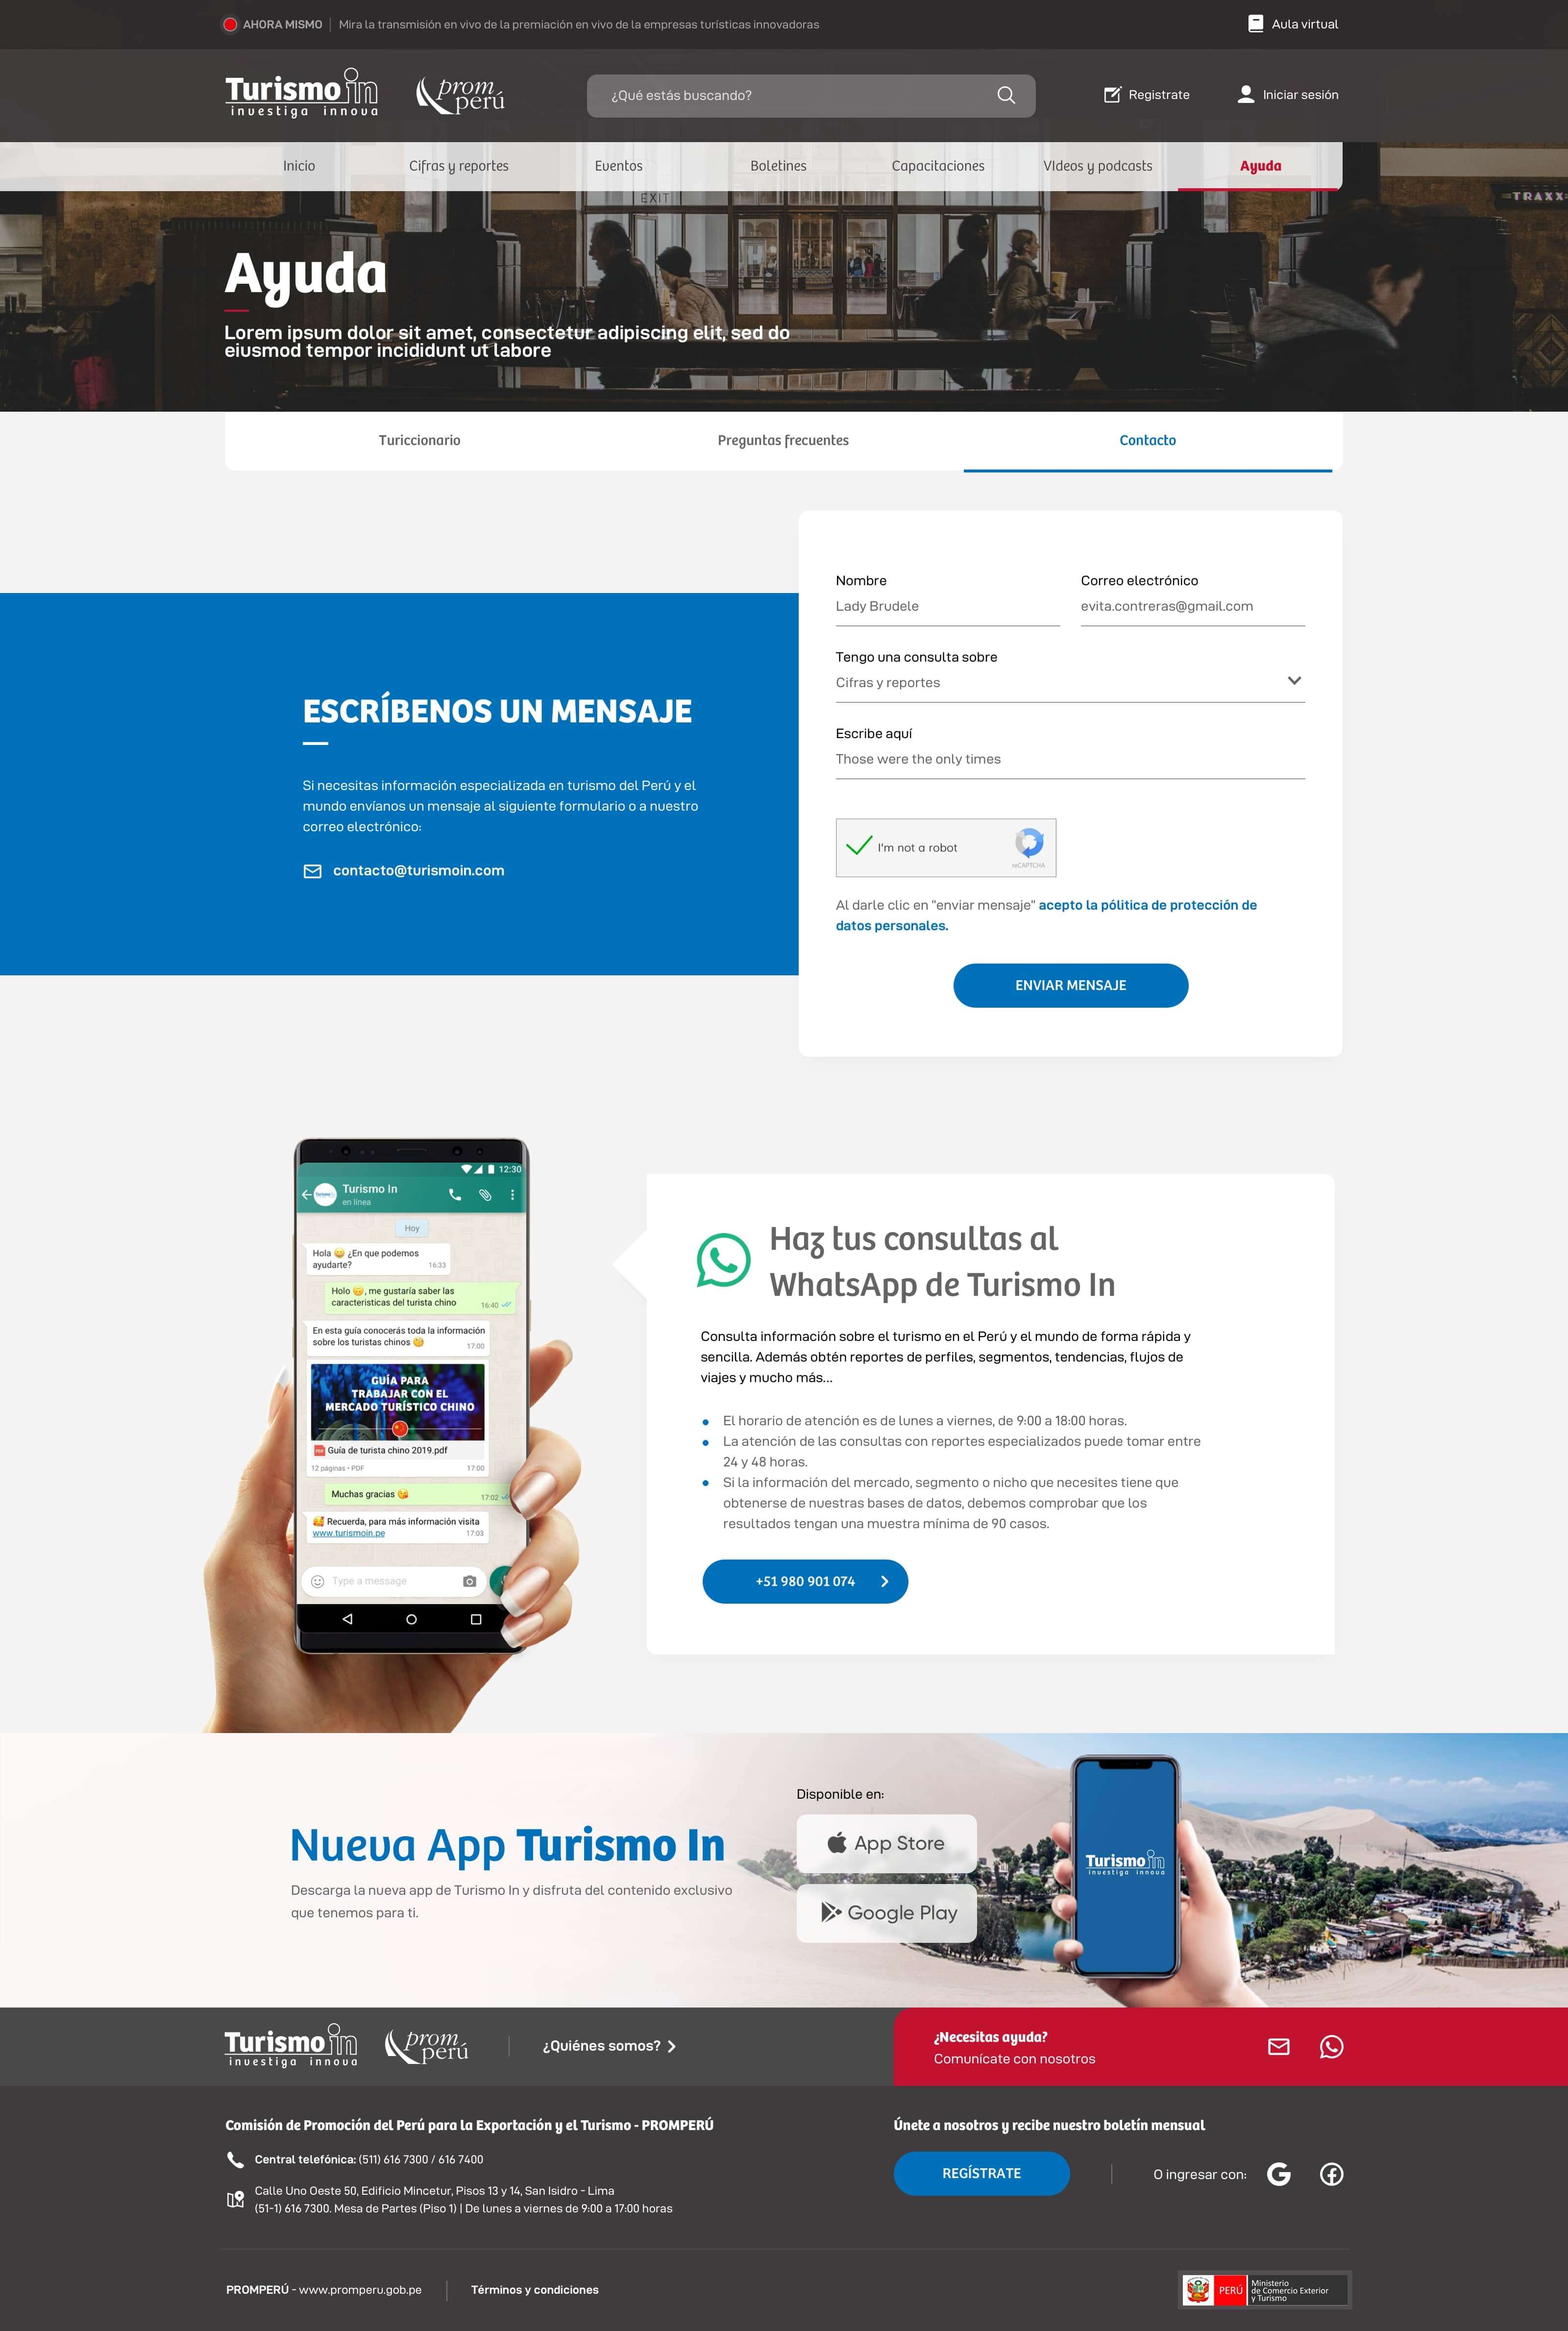 AHORA MISMO | Mira la transmisión en vivo de la premiación en vivo de la empresas turísticas innovadoras
Aula virtual
Turismo in
investiga innova
prom
perú
¿Qué estás buscando?
Registrate
Iniciar sesión
Inicio
Cifras y reportes
Eventos
Boletines
Capacitaciones
VIdeos y podcasts
Ayuda
EXIT
TRAXX
Ayuda
Lorem ipsum dolor sit amet, consectetur adipiscing elit, sed do
eiusmod tempor incididunt ut labore
Turiccionario
Preguntas frecuentes
Contacto
ESCRÍBENOS UN MENSAJE
Si necesitas información especializada en turismo del Perú y el
mundo envíanos un mensaje al siguiente formulario o a nuestro
correo electrónico:
contacto@turismoin.com
Nombre
Lady Brudele
Correo electrónico
evita.contreras@gmail.com
Tengo una consulta sobre
Cifras y reportes
Escribe aquí
Those were the only times
I'm not a robot
reCAPTCHA
Al darle clic en "enviar mensaje" acepto la pólitica de protección de
datos personales.
ENVIAR MENSAJE
12:30
Turismo In
en línea
Hoy
Hola 😄 ¿En que podemos
ayudarte?
16:33
Holo 😊, me gustaría saber las
caracteristicas del turista chino
16:40
En esta guía conocerás toda la información
sobre los turistas chinos 😊
17:00
GUÍA PARA
TRABAJAR CON EL
MERCADO TURÍSTICO CHINO
Guía de turista chino 2019.pdf
12 páginas • PDF
17:00
Muchas gracias 😘
17:02
🥰 Recuerda, para más información visita
www.turismoin.pe
17:03
Type a message
Haz tus consultas al
WhatsApp de Turismo In
Consulta información sobre el turismo en el Perú y el mundo de forma rápida y
sencilla. Además obtén reportes de perfiles, segmentos, tendencias, flujos de
viajes y mucho más...
• El horario de atención es de lunes a viernes, de 9:00 a 18:00 horas.
• La atención de las consultas con reportes especializados puede tomar entre
24 y 48 horas.
• Si la información del mercado, segmento o nicho que necesites tiene que
obtenerse de nuestras bases de datos, debemos comprobar que los
resultados tengan una muestra mínima de 90 casos.
+51 980 901 074
Nueva App Turismo In
Descarga la nueva app de Turismo In y disfruta del contenido exclusivo
que tenemos para ti.
Disponible en:
App Store
Google Play
Turismo in
investiga innova
Turismo in
investiga innova
prom
perú
¿Quiénes somos?
¿Necesitas ayuda?
Comunícate con nosotros
Comisión de Promoción del Perú para la Exportación y el Turismo - PROMPERÚ
Central telefónica: (511) 616 7300 / 616 7400
Calle Uno Oeste 50, Edificio Mincetur, Pisos 13 y 14, San Isidro - Lima
(51-1) 616 7300. Mesa de Partes (Piso 1) | De lunes a viernes de 9:00 a 17:00 horas
Únete a nosotros y recibe nuestro boletín mensual
REGÍSTRATE
O ingresar con:
PROMPERÚ - www.promperu.gob.pe
Términos y condiciones
PERÚ
Ministerio
de Comercio Exterior
y Turismo